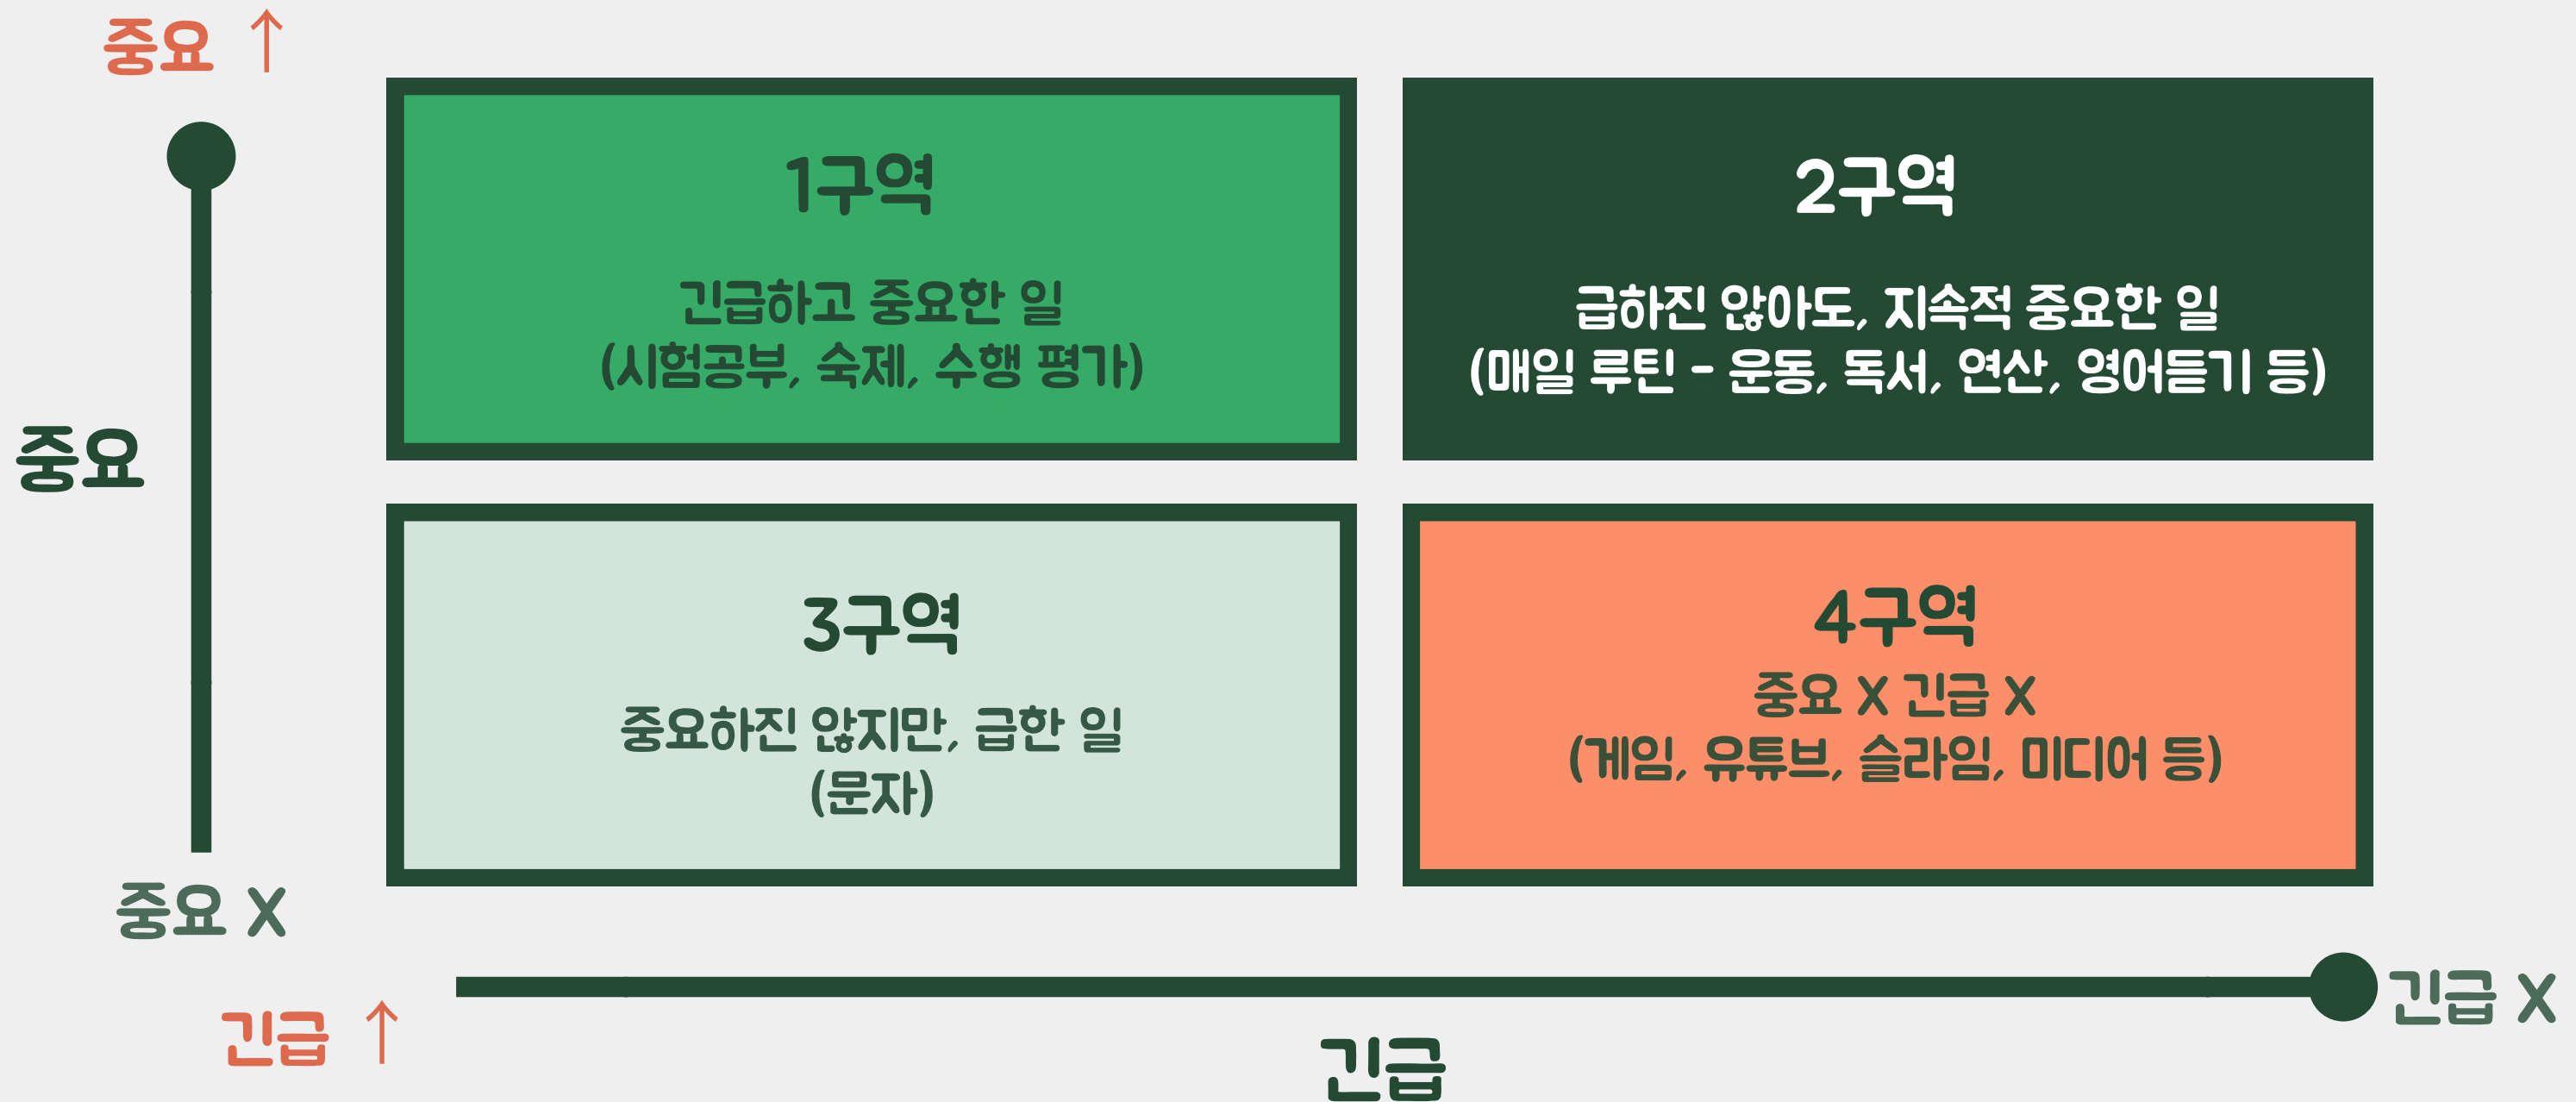 중요 ↑
1구역
긴급하고 중요한 일
(시험공부, 숙제, 수행 평가)
2구역
급하진 않아도, 지속적 중요한 일
(매일 루틴 - 운동, 독서, 연산, 영어듣기 등)
중요
3구역
중요하진 않지만, 급한 일
(문자)
4구역
중요 X 긴급 X
(게임, 유튜브, 슬라임, 미디어 등)
중요 X
긴급 ↑
긴급
긴급 X